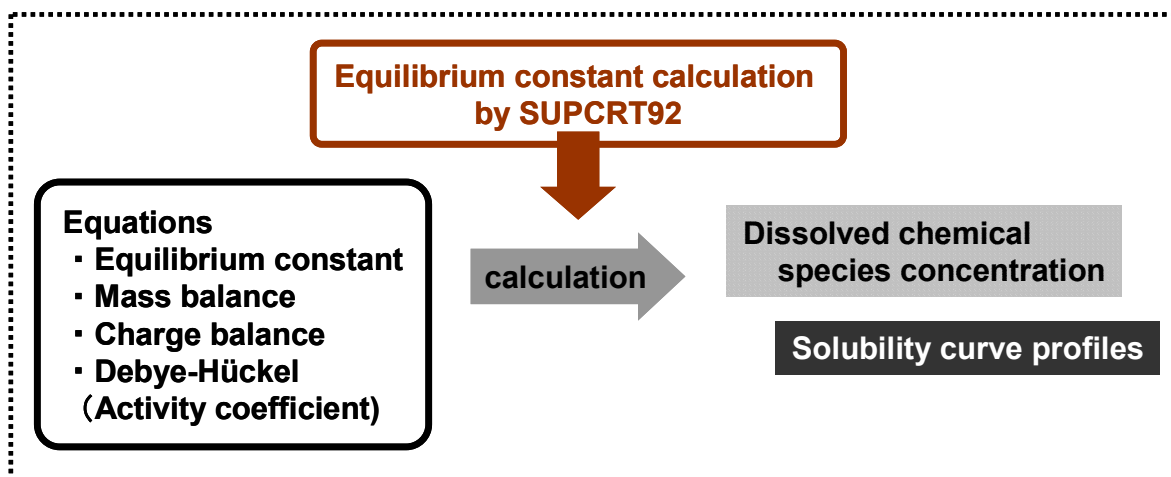 Equilibrium constant calculation
by SUPCRT92
Equations
・Equilibrium constant
・Mass balance
・Charge balance
・Debye-Hückel
（Activity coefficient)
calculation
Dissolved chemical
species concentration
Solubility curve profiles